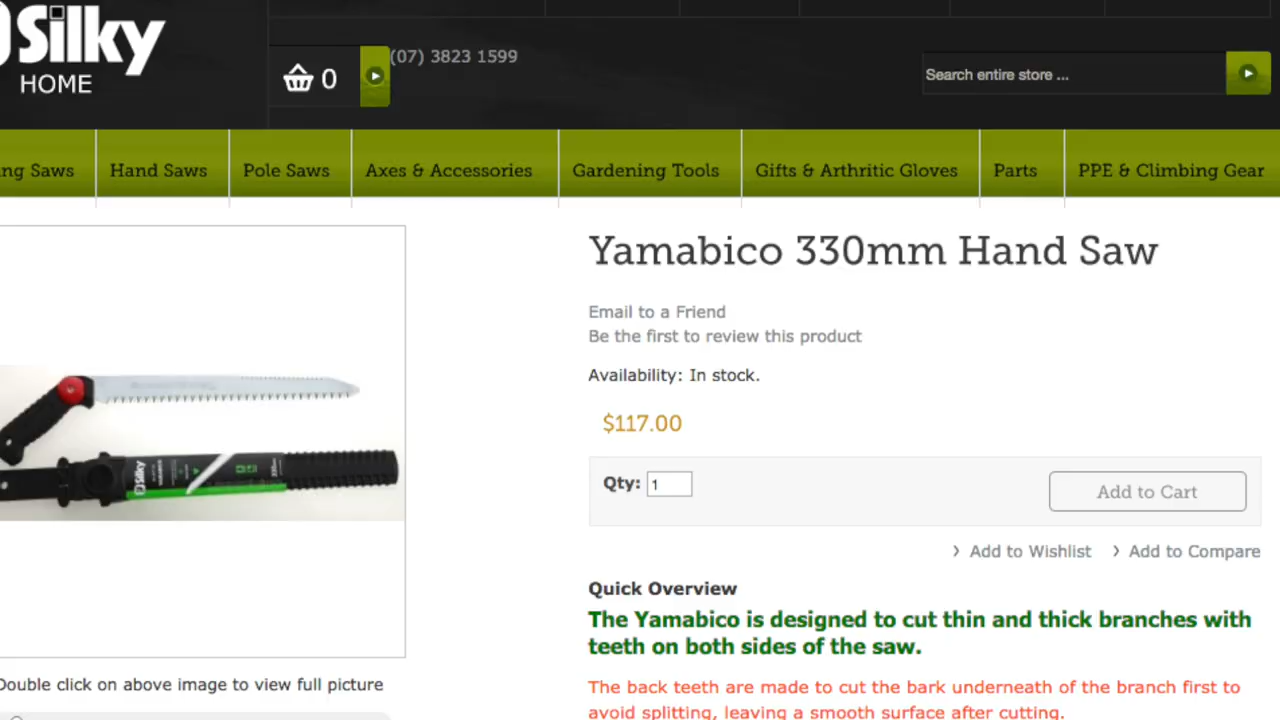 Silky
HOME
0
(07) 3823 1599
Search entire store ...
ng Saws
Hand Saws
Pole Saws
Axes & Accessories
Gardening Tools
Gifts & Arthritic Gloves
Parts
PPE & Climbing Gear
Yamabico 330mm Hand Saw
Email to a Friend
Be the first to review this product
Availability: In stock.
$117.00
Qty: 1
Add to Cart
› Add to Wishlist
› Add to Compare
Quick Overview
The Yamabico is designed to cut thin and thick branches with
teeth on both sides of the saw.
The back teeth are made to cut the bark underneath of the branch first to
avoid splitting, leaving a smooth surface after cutting.
Silky
Double click on above image to view full picture